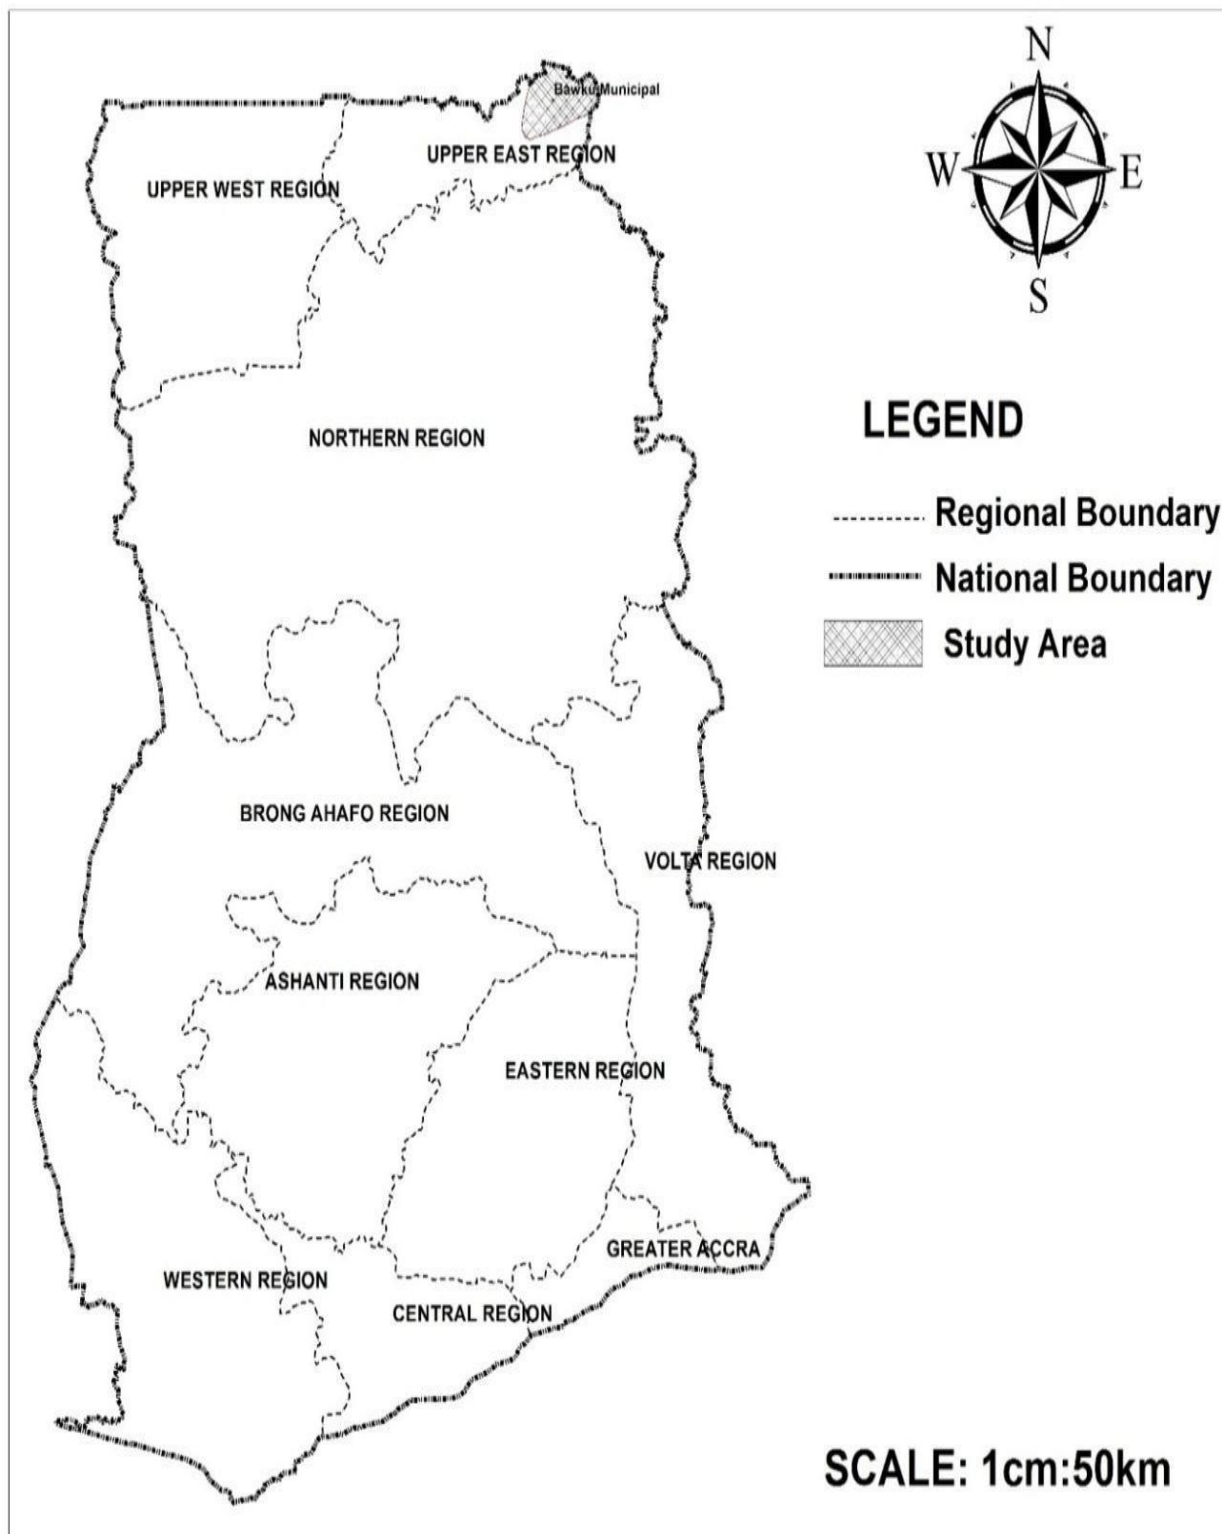 N
Bawku Municipal
UPPER EAST REGION
W
E
UPPER WEST REGION
S
LEGEND
NORTHERN REGION
Regional Boundary
National Boundary
Study Area
BRONG AHAFO REGION
VOLTA REGION
ASHANTI REGION
EASTERN REGION
GREATER ACCRA
WESTERN REGION
CENTRAL REGION
SCALE: 1cm:50km